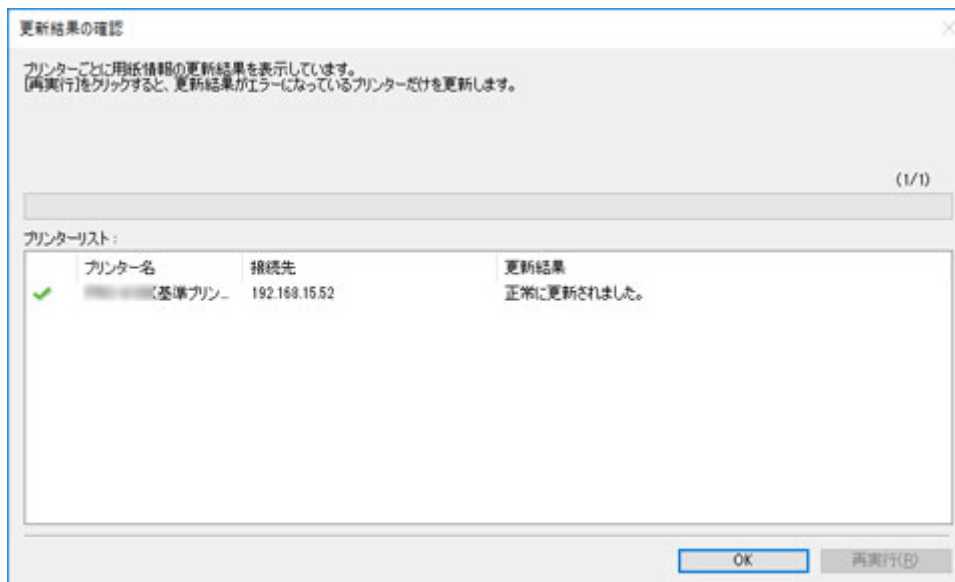 更新結果の確認
プリンターごとに用紙情報の更新結果を表示しています。
[再実行]をクリックすると、更新結果がエラーになっているプリンターだけを更新します。
(1/1)
プリンターリスト:
プリンター名 接続先 更新結果
(基準プリン... 192.168.15.52 正常に更新されました。
OK 再実行(R)